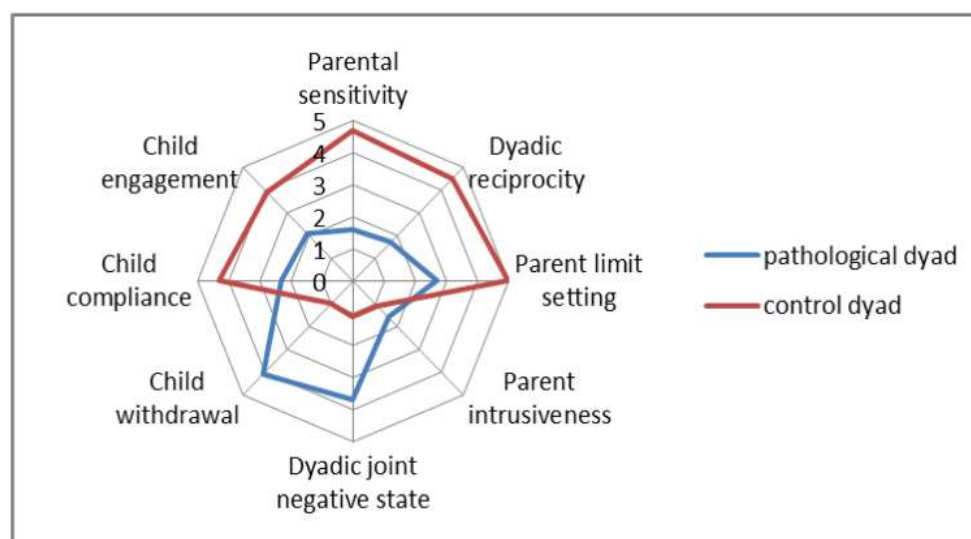 Parental
sensitivity
Dyadic
reciprocity
Parent limit
setting
Parent
intrusiveness
Dyadic joint
negative state
Child
withdrawal
Child
compliance
Child
engagement
5
4
3
2
1
0
pathological dyad
control dyad